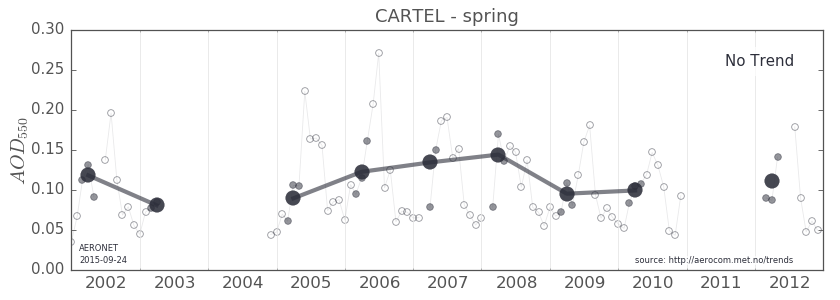 CARTEL - spring
0.30
0.25
0.20
0.15
0.10
0.05
0.00
AOD550
No Trend
AERONET
2015-09-24
source: http://aerocom.met.no/trends
2002 2003 2004 2005 2006 2007 2008 2009 2010 2011 2012